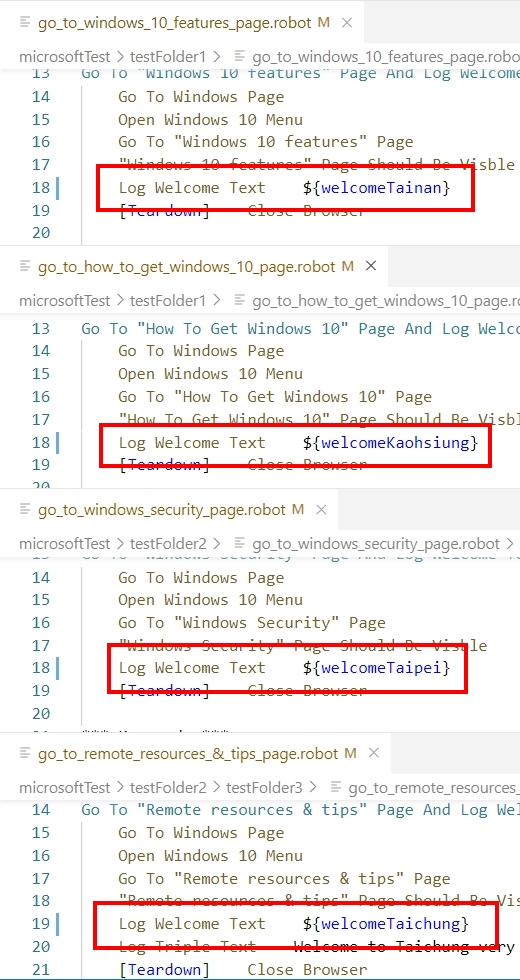 go_to_windows_10_features_page.robot M ×
microsoftTest > testFolder1 > go_to_windows_10_features_page.robo
13 Go To "Windows 10 features" Page And Log Welcome
14 Go To Windows Page
15 Open Windows 10 Menu
16 Go To "Windows 10 features" Page
17 "Windows 10 features" Page Should Be Visble
18 Log Welcome Text ${welcomeTainan}
19 [Teardown] Close Browser
20
go_to_how_to_get_windows_10_page.robot M ×
microsoftTest > testFolder1 > go_to_how_to_get_windows_10_page.ro
13 Go To "How To Get Windows 10" Page And Log Welco
14 Go To Windows Page
15 Open Windows 10 Menu
16 Go To "How To Get Windows 10" Page
17 "How To Get Windows 10" Page Should Be Visbl
18 Log Welcome Text ${welcomeKaohsiung}
19 [Teardown] Close Browser
20
go_to_windows_security_page.robot M ×
microsoftTest > testFolder2 > go_to_windows_security_page.robot >
14 Go To Windows Page
15 Open Windows 10 Menu
16 Go To "Windows Security" Page
17 "Windows Security" Page Should Be Visble
18 Log Welcome Text ${welcomeTaipei}
19 [Teardown] Close Browser
20
go_to_remote_resources_&_tips_page.robot M ×
microsoftTest > testFolder2 > testFolder3 > go_to_remote_resources_
14 Go To "Remote resources & tips" Page And Log Wel
15 Go To Windows Page
16 Open Windows 10 Menu
17 Go To "Remote resources & tips" Page
18 "Remote resources & tips" Page Should Be Vis
19 Log Welcome Text ${welcomeTaichung}
20 Log Triple Text Welcome to Taichung very
21 [Teardown] Close Browser